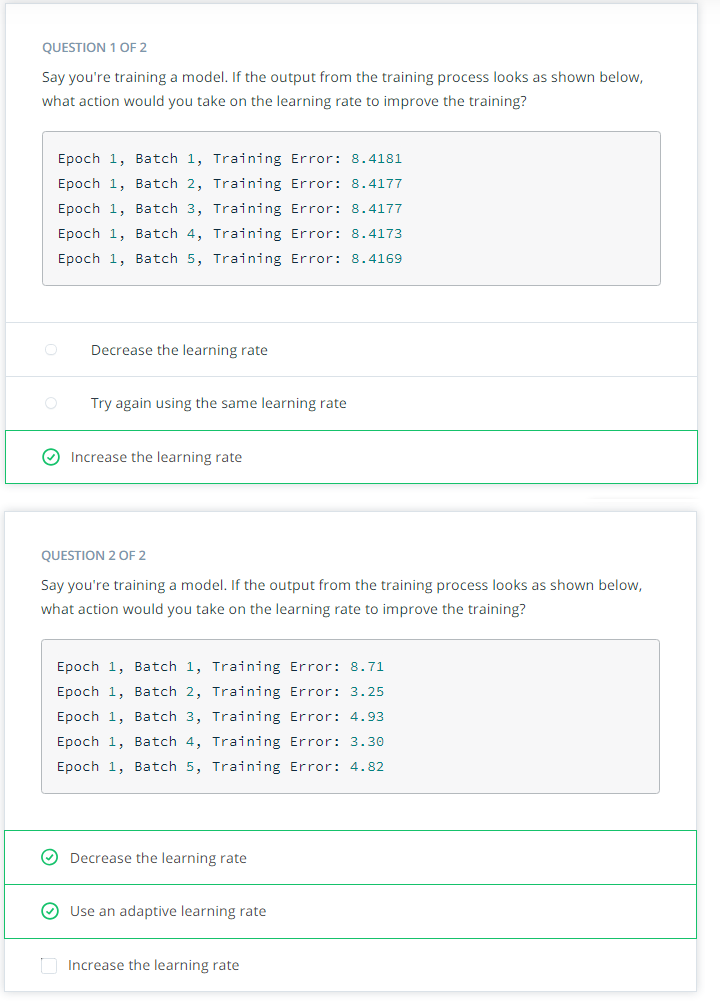 QUESTION 1 OF 2
Say you're training a model. If the output from the training process looks as shown below,
what action would you take on the learning rate to improve the training?
Epoch 1, Batch 1, Training Error: 8.4181
Epoch 1, Batch 2, Training Error: 8.4177
Epoch 1, Batch 3, Training Error: 8.4177
Epoch 1, Batch 4, Training Error: 8.4173
Epoch 1, Batch 5, Training Error: 8.4169
Decrease the learning rate
Try again using the same learning rate
Increase the learning rate
QUESTION 2 OF 2
Say you're training a model. If the output from the training process looks as shown below,
what action would you take on the learning rate to improve the training?
Epoch 1, Batch 1, Training Error: 8.71
Epoch 1, Batch 2, Training Error: 3.25
Epoch 1, Batch 3, Training Error: 4.93
Epoch 1, Batch 4, Training Error: 3.30
Epoch 1, Batch 5, Training Error: 4.82
Decrease the learning rate
Use an adaptive learning rate
Increase the learning rate